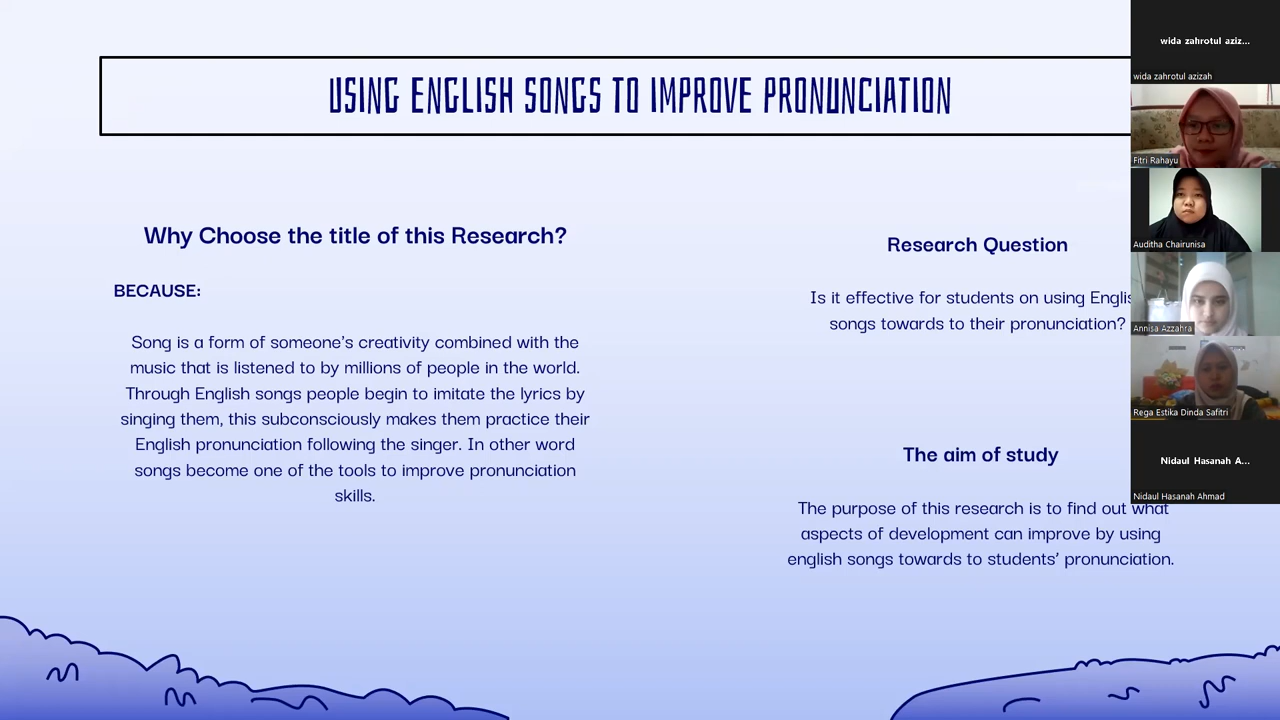 USING ENGLISH SONGS TO IMPROVE PRONUNCIATION
Why Choose the title of this Research?
BECAUSE:
Song is a form of someone's creativity combined with the
music that is listened to by millions of people in the world.
Through English songs people begin to imitate the lyrics by
singing them, this subconsciously makes them practice their
English pronunciation following the singer. In other word
songs become one of the tools to improve pronunciation
skills.
Research Question
Is it effective for students on using Englis
songs towards to their pronunciation?
The aim of study
The purpose of this research is to find out what
aspects of development can improve by using
english songs towards to students' pronunciation.
wida zahrotul aziz...
wida zahrotul azizah
Fitri Rahayu
Auditha Chairunisa
Annisa Azzahra
Rega Estika Dinda Safitri
Nidaul Hasanah A...
Nidaul Hasanah Ahmad